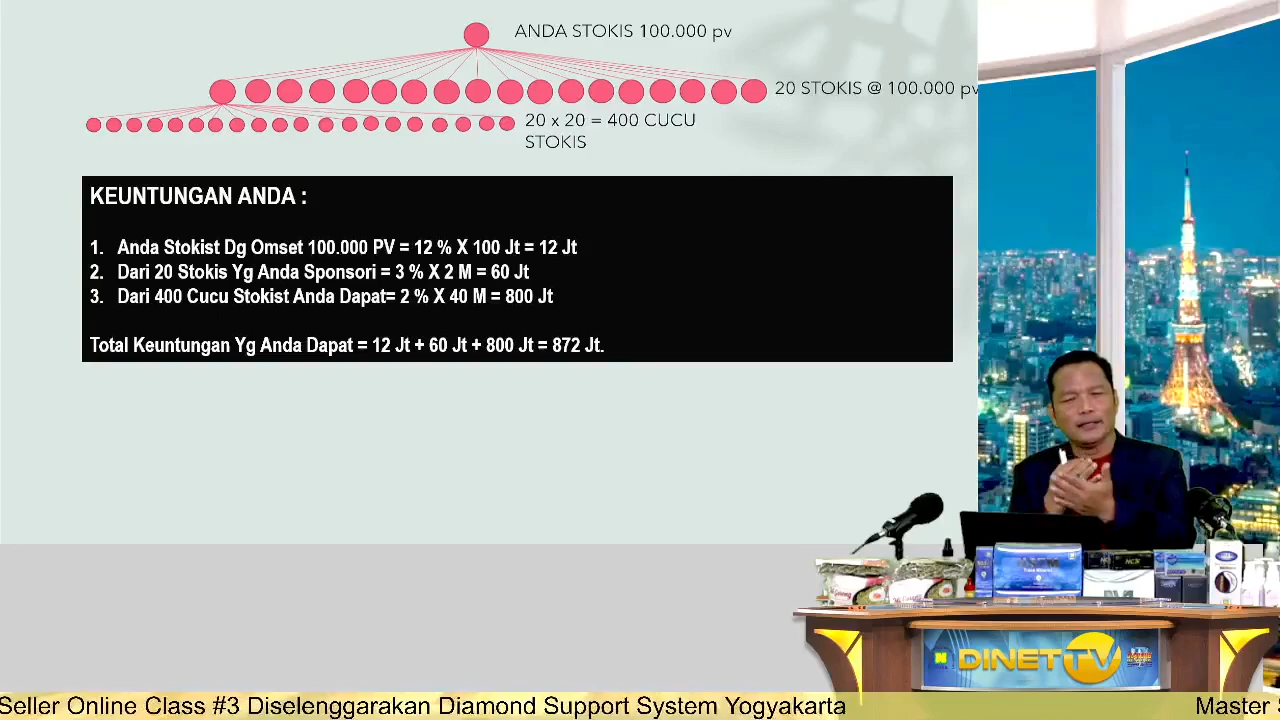 ANDA STOKIS 100.000 pv
20 STOKIS @ 100.000 pv
20 x 20 = 400 CUCU
STOKIS
KEUNTUNGAN ANDA :
1. Anda Stokist Dg Omset 100.000 PV = 12 % X 100 Jt = 12 Jt
2. Dari 20 Stokis Yg Anda Sponsori = 3 % X 2 M = 60 Jt
3. Dari 400 Cucu Stokist Anda Dapat= 2 % X 40 M = 800 Jt
Total Keuntungan Yg Anda Dapat = 12 Jt + 60 Jt + 800 Jt = 872 Jt.
NCX
DINET TV
Seller Online Class #3 Diselenggarakan Diamond Support System Yogyakarta
Master